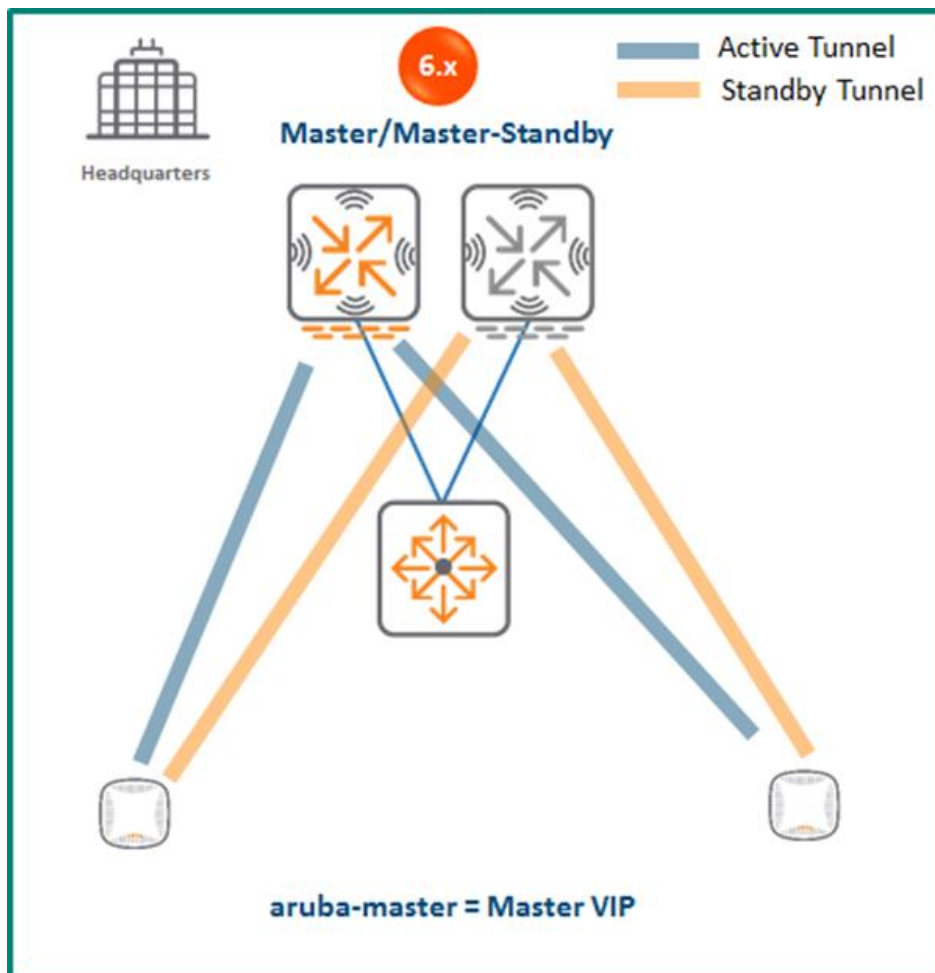 6.x
Active Tunnel
Standby Tunnel
Master/Master-Standby
Headquarters
aruba-master = Master VIP